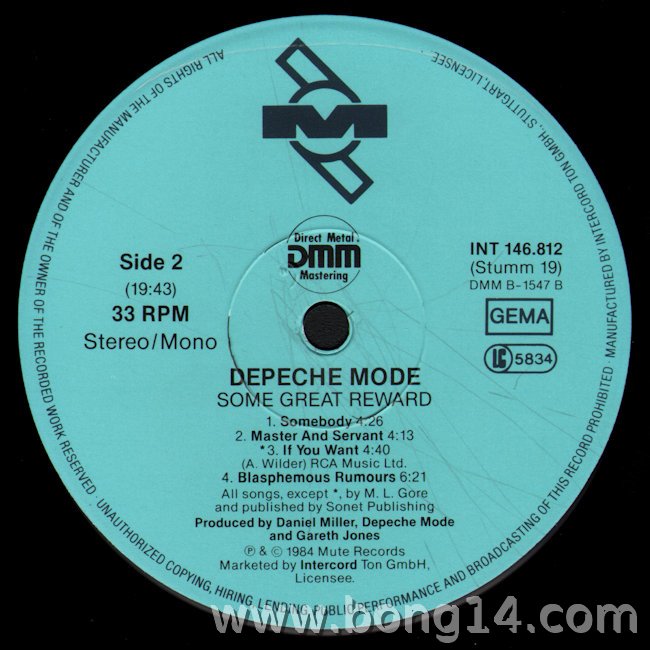 ALL RIGHTS OF THE MANUFACTURER AND OF THE OWNER OF THE RECORDED WORK RESERVED · UNAUTHORIZED COPYING, HIRING, LENDING, PUBLIC PERFORMANCE AND BROADCASTING OF THIS RECORD PROHIBITED · MANUFACTURED BY INTERCORD TON GMBH, STUTTGART, LICENSEE.
M
Direct Metal
DMM
Mastering
Side 2
(19:43)
33 RPM
Stereo/Mono
INT 146.812
(Stumm 19)
DMM B-1547 B
GEMA
LC 5834
DEPECHE MODE
SOME GREAT REWARD
1. Somebody 4:26
2. Master And Servant 4:13
*3. If You Want 4:40
(A. Wilder) RCA Music Ltd.
4. Blasphemous Rumours 6:21
All songs, except *, by M. L. Gore
and published by Sonet Publishing
Produced by Daniel Miller, Depeche Mode
and Gareth Jones
℗ & © 1984 Mute Records
Marketed by Intercord Ton GmbH,
Licensee.
www.bong14.com